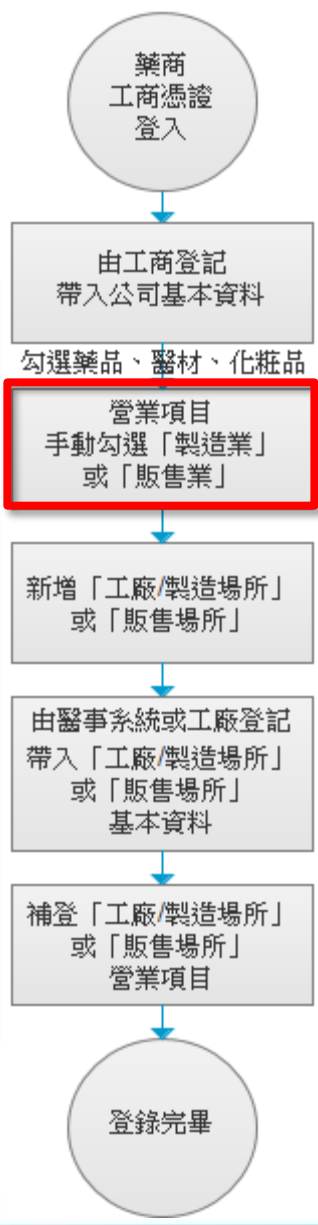 藥商
工商憑證
登入
由工商登記
帶入公司基本資料
勾選藥品、醫材、化粧品
營業項目
手動勾選「製造業」
或「販售業」
新增「工廠/製造場所」
或「販售場所」
由醫事系統或工廠登記
帶入「工廠/製造場所」
或「販售場所」
基本資料
補登「工廠/製造場所」
或「販售場所」
營業項目
登錄完畢